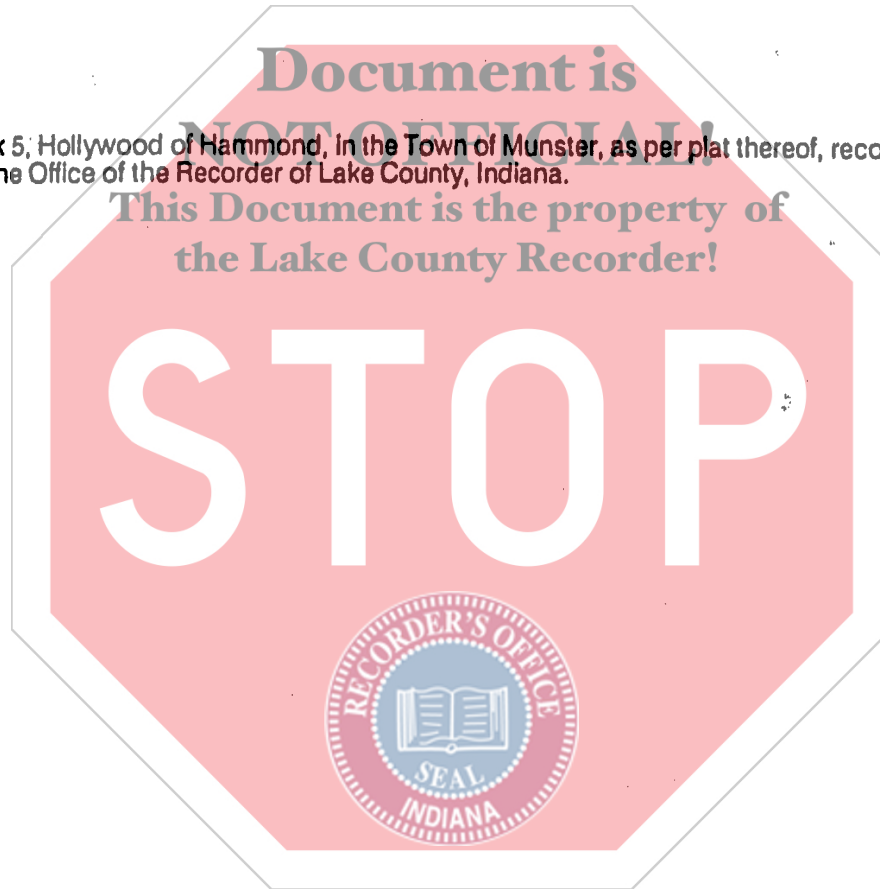 Document is
NOT OFFICIAL!
5, Hollywood of Hammond, in the Town of Munster, as per plat thereof,
Office of the Recorder of Lake County, Indiana.
This Document is the property of
the Lake County Recorder!
STOP
RECORDER'S OFFICE
SEAL
INDIANA